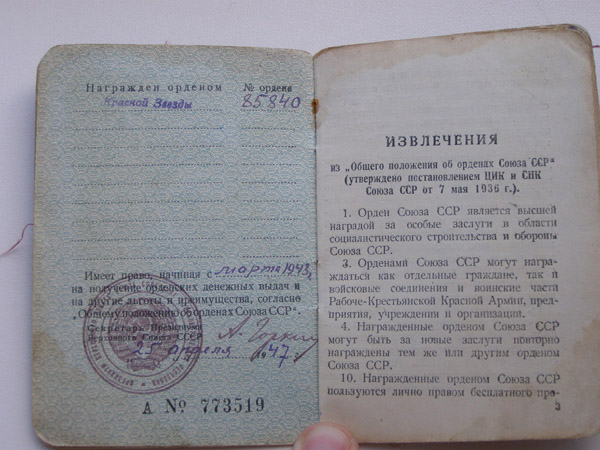 Награжден орденом № ордена
Красной Звезды 85840
Имеет право, начиная с марта 1943,
на получение орденских денежных выдач и
на другие льготы и преимущества, согласно
„Общему положению об орденах Союза ССР“
Секретарь Президиума
Верховного Совета СССР А. Горкин
25 апреля 1947
А № 773519
ИЗВЛЕЧЕНИЯ
из „Общего положения об орденах Союза ССР“
(утверждено постановлением ЦИК и СНК
Союза ССР от 7 мая 1936 г.).
1. Орден Союза ССР является высшей
наградой за особые заслуги в области
социалистического строительства и обороны
Союза ССР.
3. Орденами Союза ССР могут на-
граждаться как отдельные граждане, так и
войсковые соединения и воинские части
Рабоче-Крестьянской Красной Армии, пред-
приятия, учреждения и организации.
4. Награжденные орденом Союза ССР
могут быть за новые заслуги повторно
награждены тем же или другим орденом
Союза ССР.
10. Награжденные орденом Союза ССР
пользуются лично правом бесплатного про-
3